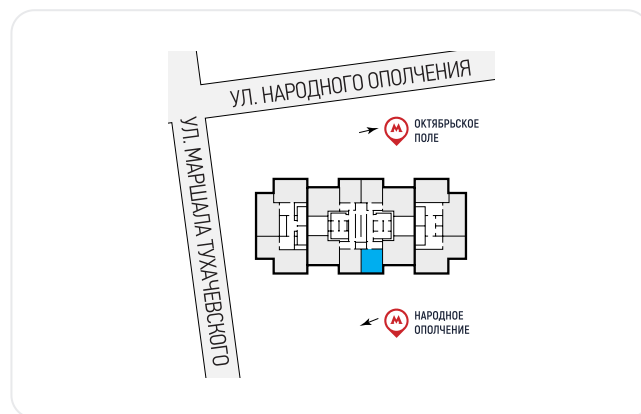 УЛ. НАРОДНОГО ОПОЛЧЕНИЯ
УЛ. МАРШАЛА ТУХАЧЕВСКОГО
М ОКТЯБРЬСКОЕ
ПОЛЕ
М НАРОДНОЕ
ОПОЛЧЕНИЕ